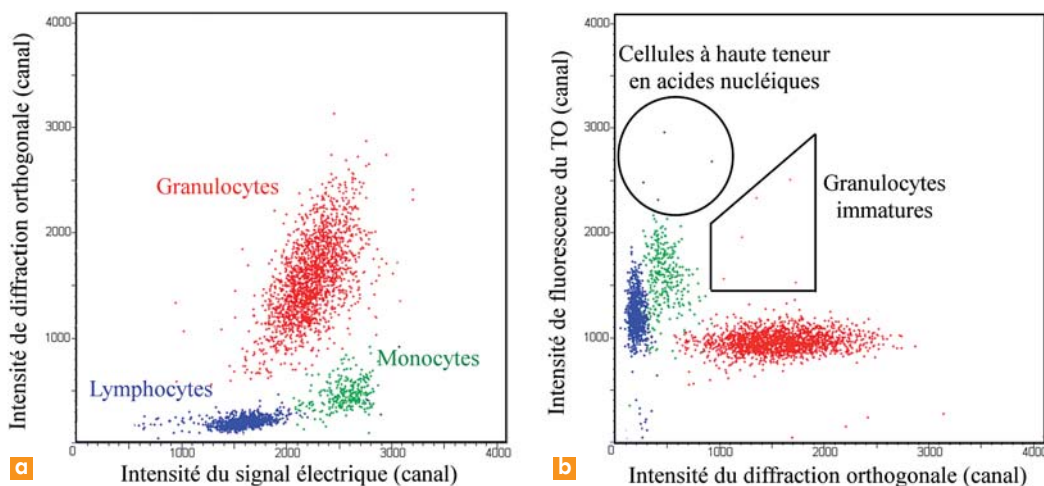 Intensité de diffraction orthogonale (canal)
4000
3000
2000
1000
0
Granulocytes
Monocytes
Lymphocytes
0
1000
2000
3000
4000
Intensité du signal électrique (canal)
a
Intensité de fluorescence du TO (canal)
4000
3000
2000
1000
0
Cellules à haute teneur
en acides nucléiques
Granulocytes
immatures
0
1000
2000
3000
4000
Intensité du diffraction orthogonale (canal)
b